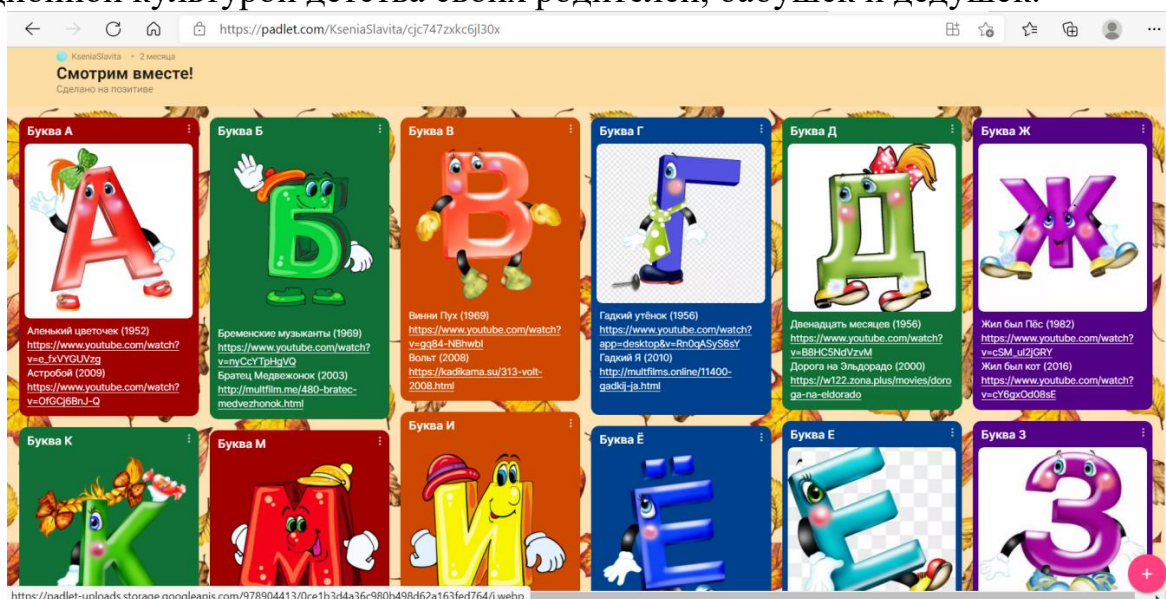 ционной культурой детства своих родителей, бабушек и дедушек.
https://padlet.com/KseniaSlavita/cjc747zxkc6jl30x
KseniaSlavita • 2 месяца
Смотрим вместе!
Сделано на позитиве
Буква А
А
Аленький цветочек (1952)
https://www.youtube.com/watch?
v=e_fxVYGUVzg
Астробой (2009)
https://www.youtube.com/watch?
v=OfGCj6BnJ-Q
Буква Б
Б
Бременские музыканты (1969)
https://www.youtube.com/watch?
v=nyCcYTpHgVQ
Братец Медвежонок (2003)
http://multfilm.me/480-bratec-
medvezhonok.html
Буква В
В
Винни Пух (1969)
https://www.youtube.com/watch?
v=gq84-NBhwbI
Вольт (2008)
https://kadikama.su/313-volt-
2008.html
Буква Г
Г
Гадкий утёнок (1956)
https://www.youtube.com/watch?
app=desktop&v=Rn0qASyS6sY
Гадкий Я (2010)
http://multfilms.online/11400-
gadkij-ja.html
Буква Д
Д
Двенадцать месяцев (1956)
https://www.youtube.com/watch?
v=B8HC5NdVzvM
Дорога на Эльдорадо (2000)
https://w122.zona.plus/movies/doro
ga-na-eldorado
Буква Ж
Ж
Жил был Пёс (1982)
https://www.youtube.com/watch?
v=cSM_ul2jGRY
Жил был кот (2016)
https://www.youtube.com/watch?
v=cY6gxOd08sE
Буква К
К
Буква М
М
Буква И
И
Буква Ё
Ё
Буква Е
Е
Буква З
З
https://padlet-uploads.storage.googleapis.com/978904413/0ce1b3d4a36c980b498d62a163fed764/i.webp